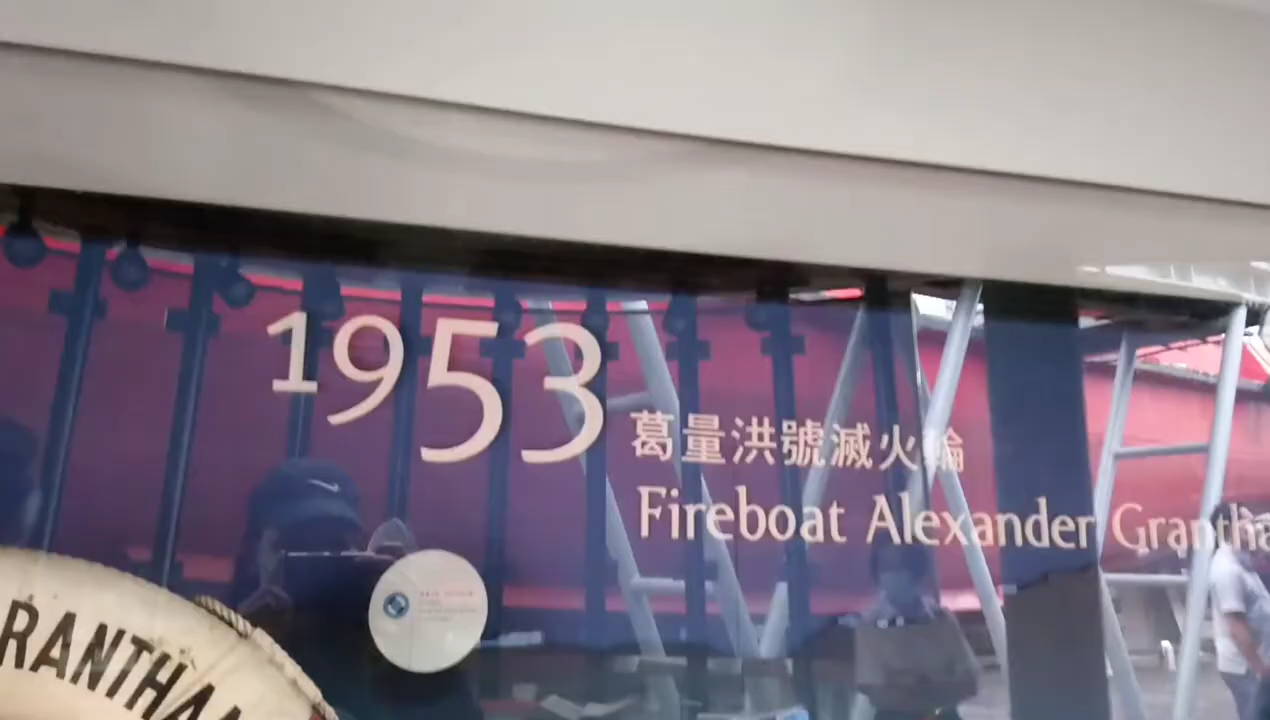 1953
葛量洪號滅火輪
Fireboat Alexander Grantha
RANTHA